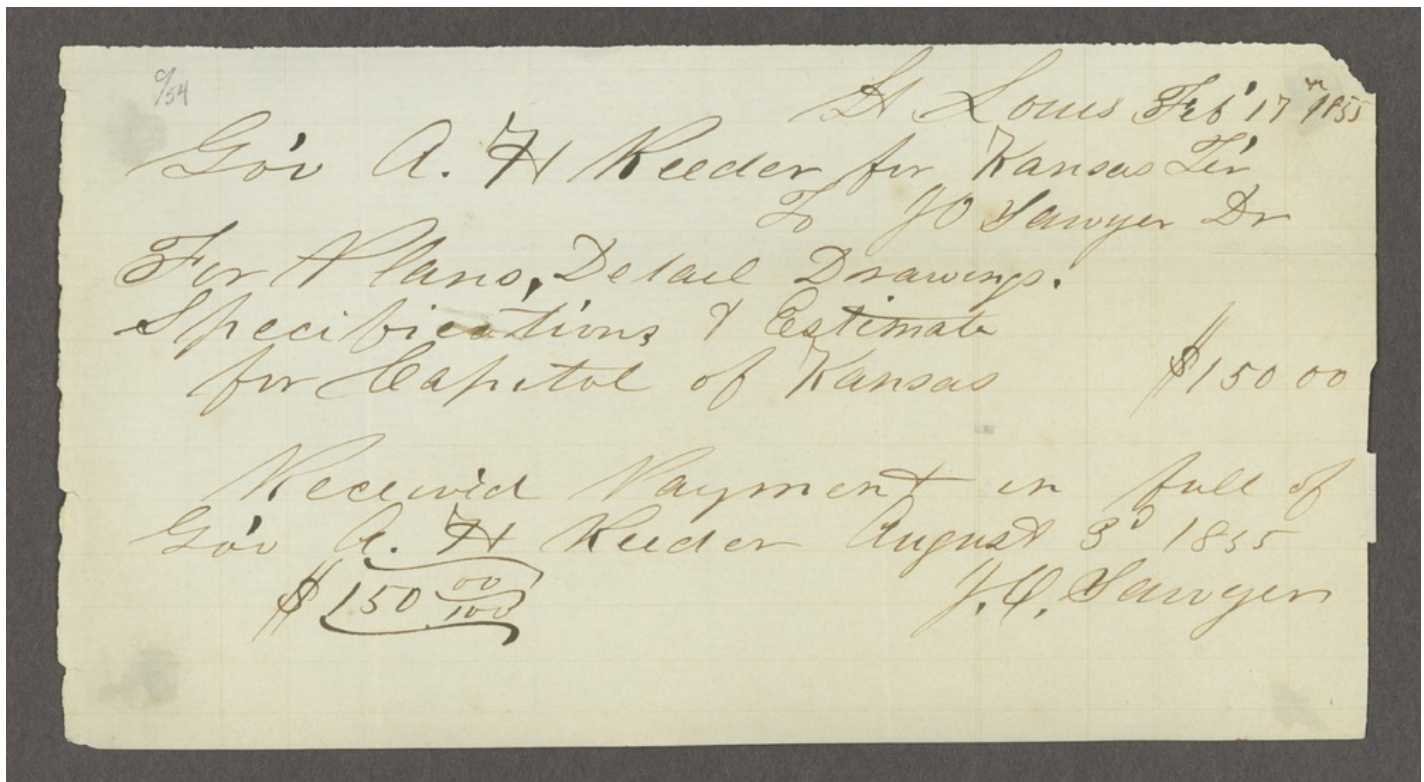 9/54
St Louis Feb' 17th 1855
Gov A. H Reeder for Kansas Ter
To J O Sawyer Dr
For Plans, Detail Drawings.
Specifications & Estimate
for Capitol of Kansas $150 00
Receiv'd Payment in full of
Gov A. H Reeder August 3d 1855
$150 00/100 J. O. Sawyer